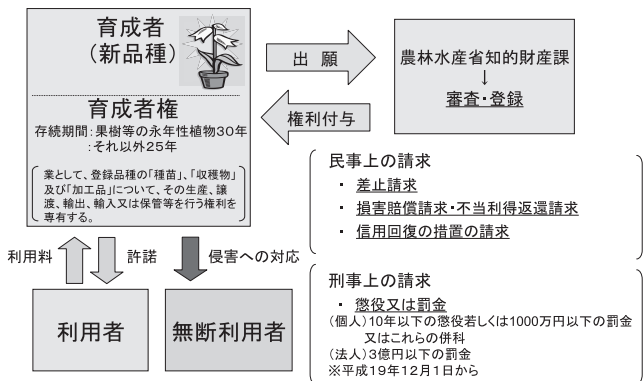 育成者
(新品種)
出　願
農林水産省知的財産課
↓
審査・登録
育成者権
存続期間：果樹等の永年性植物30年
：それ以外25年
権利付与
業として、登録品種の「種苗」、「収穫物」
及び「加工品」について、その生産、譲
渡、輸出、輸入又は保管等を行う権利を
専有する。
民事上の請求
・ 差止請求
・ 損害賠償請求・不当利得返還請求
・ 信用回復の措置の請求
利用料
許諾
侵害への対応
利用者
無断利用者
刑事上の請求
・ 懲役又は罰金
(個人)10年以下の懲役若しくは1000万円以下の罰金
又はこれらの併科
(法人)3億円以下の罰金
※平成19年12月1日から